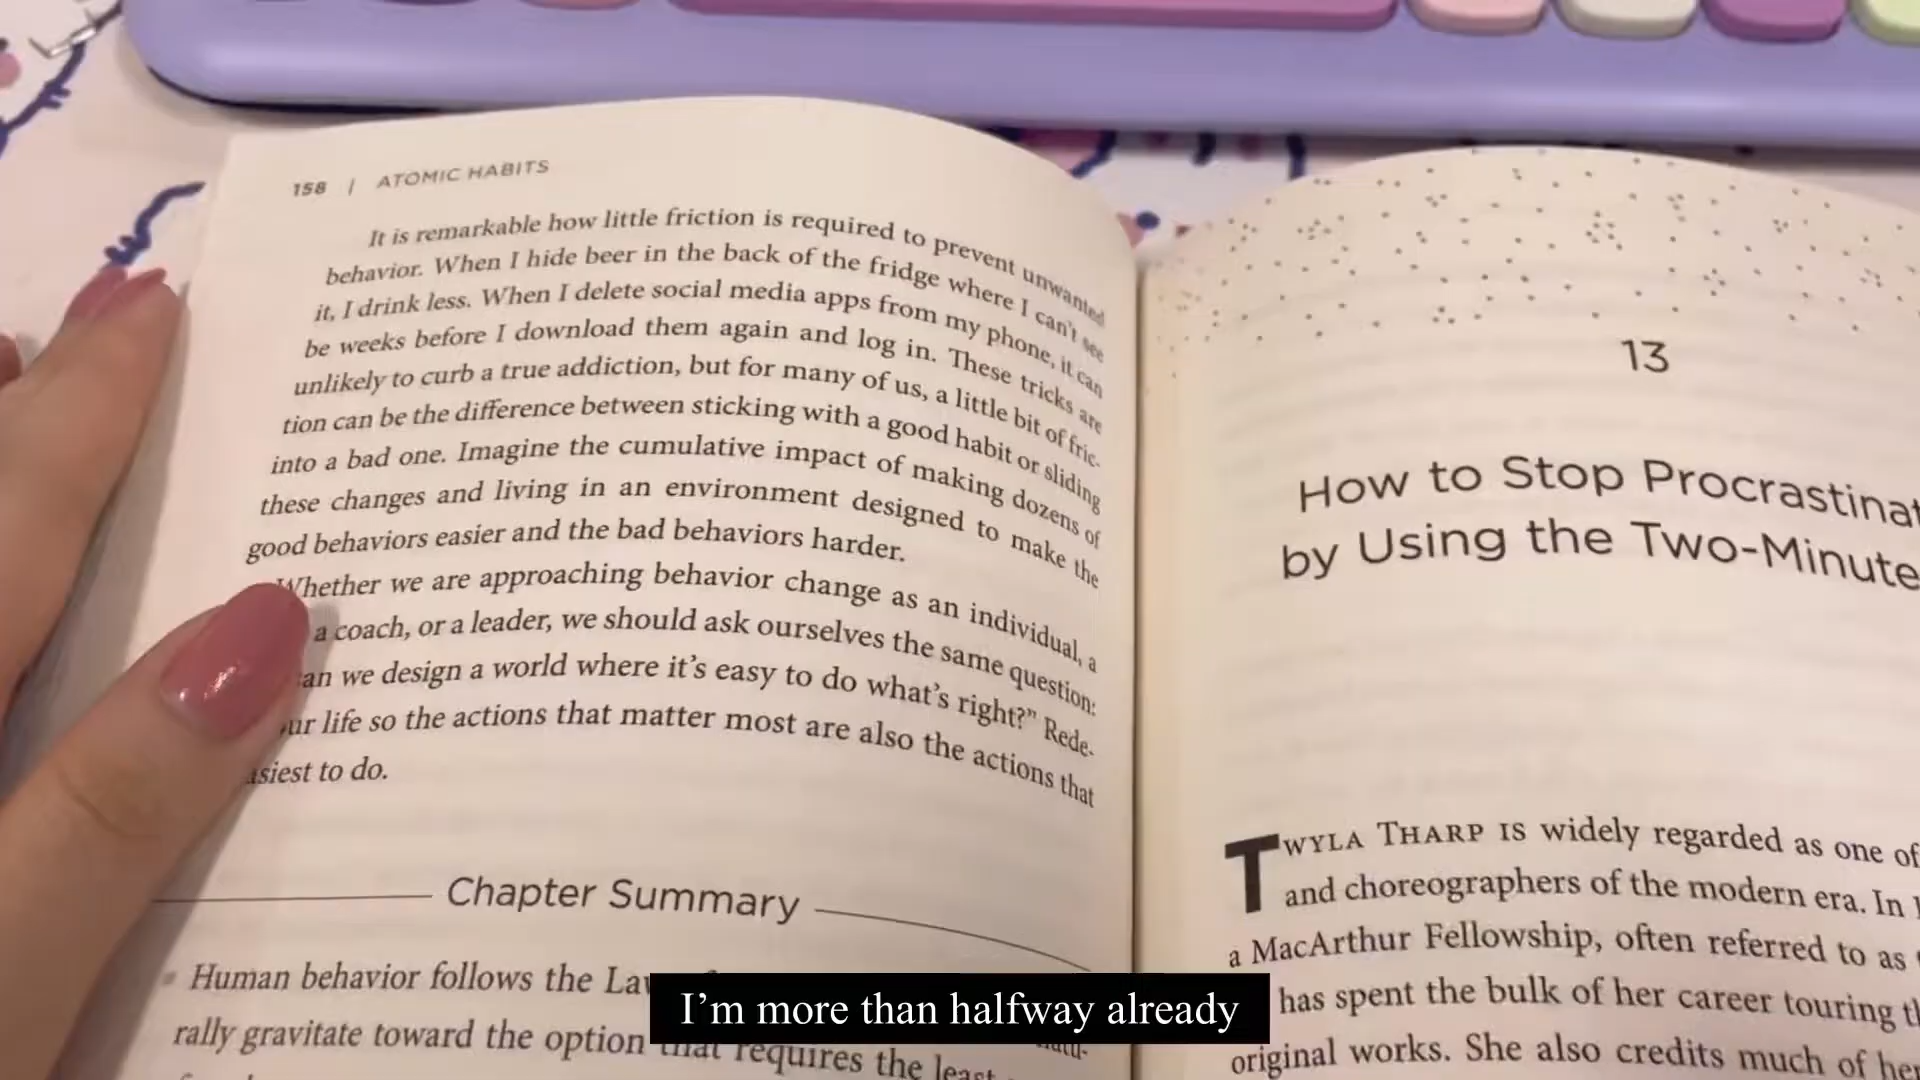 158 | ATOMIC HABITS
It is remarkable how little friction is required to prevent unwanted
behavior. When I hide beer in the back of the fridge where I can't see
it, I drink less. When I delete social media apps from my phone, it can
be weeks before I download them again and log in. These tricks are
unlikely to curb a true addiction, but for many of us, a little bit of fric-
tion can be the difference between sticking with a good habit or sliding
into a bad one. Imagine the cumulative impact of making dozens of
these changes and living in an environment designed to make the
good behaviors easier and the bad behaviors harder.
Whether we are approaching behavior change as an individual, a
a coach, or a leader, we should ask ourselves the same question:
an we design a world where it's easy to do what's right?" Rede-
ur life so the actions that matter most are also the actions that
asiest to do.
Chapter Summary
Human behavior follows the
rally gravitate toward the option that requires the least
13
How to Stop Procrastinat
by Using the Two-Minute
TWYLA THARP IS widely regarded as one of
and choreographers of the modern era. In
a MacArthur Fellowship, often referred to as
has spent the bulk of her career touring
original works. She also credits much of her
I'm more than halfway already